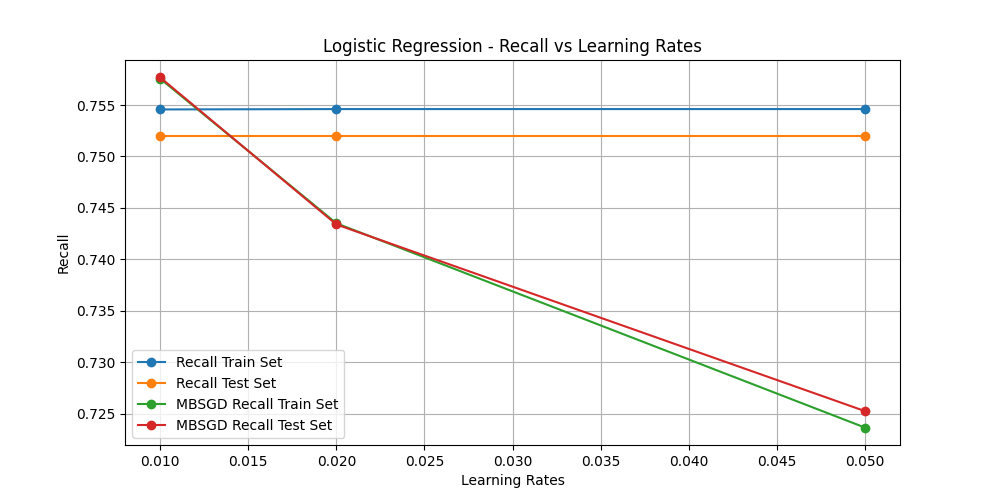 Logistic Regression - Recall vs Learning Rates
Recall
0.755
0.750
0.745
0.740
0.735
0.730
0.725
Recall Train Set
Recall Test Set
MBSGD Recall Train Set
MBSGD Recall Test Set
0.010 0.015 0.020 0.025 0.030 0.035 0.040 0.045 0.050
Learning Rates